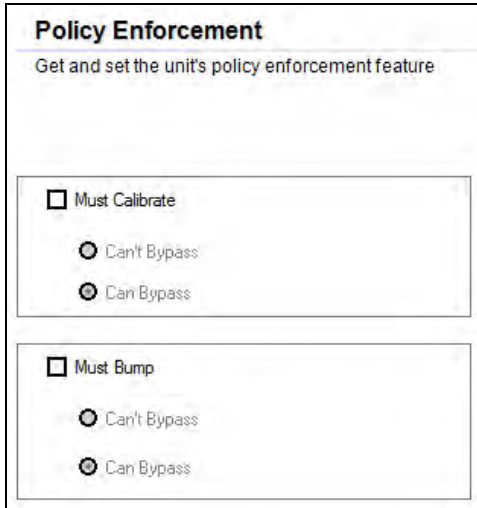 Policy Enforcement
Get and set the unit's policy enforcement feature
Must Calibrate
Can't Bypass
Can Bypass
Must Bump
Can't Bypass
Can Bypass